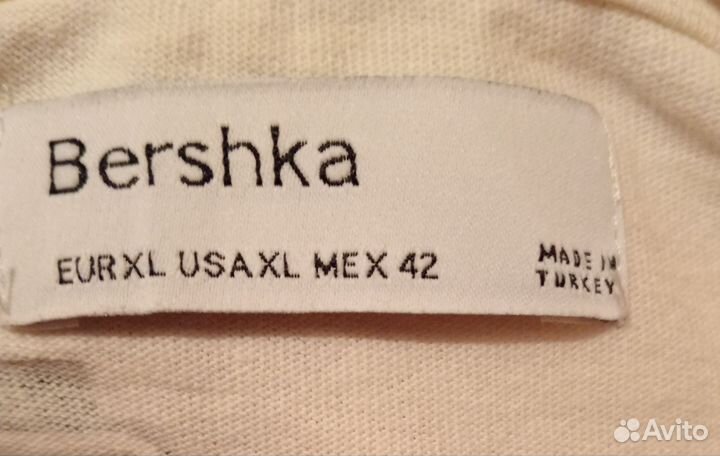 Bershka
EUR XL USA XL MEX 42
MADE IN
TURKEY
Avito